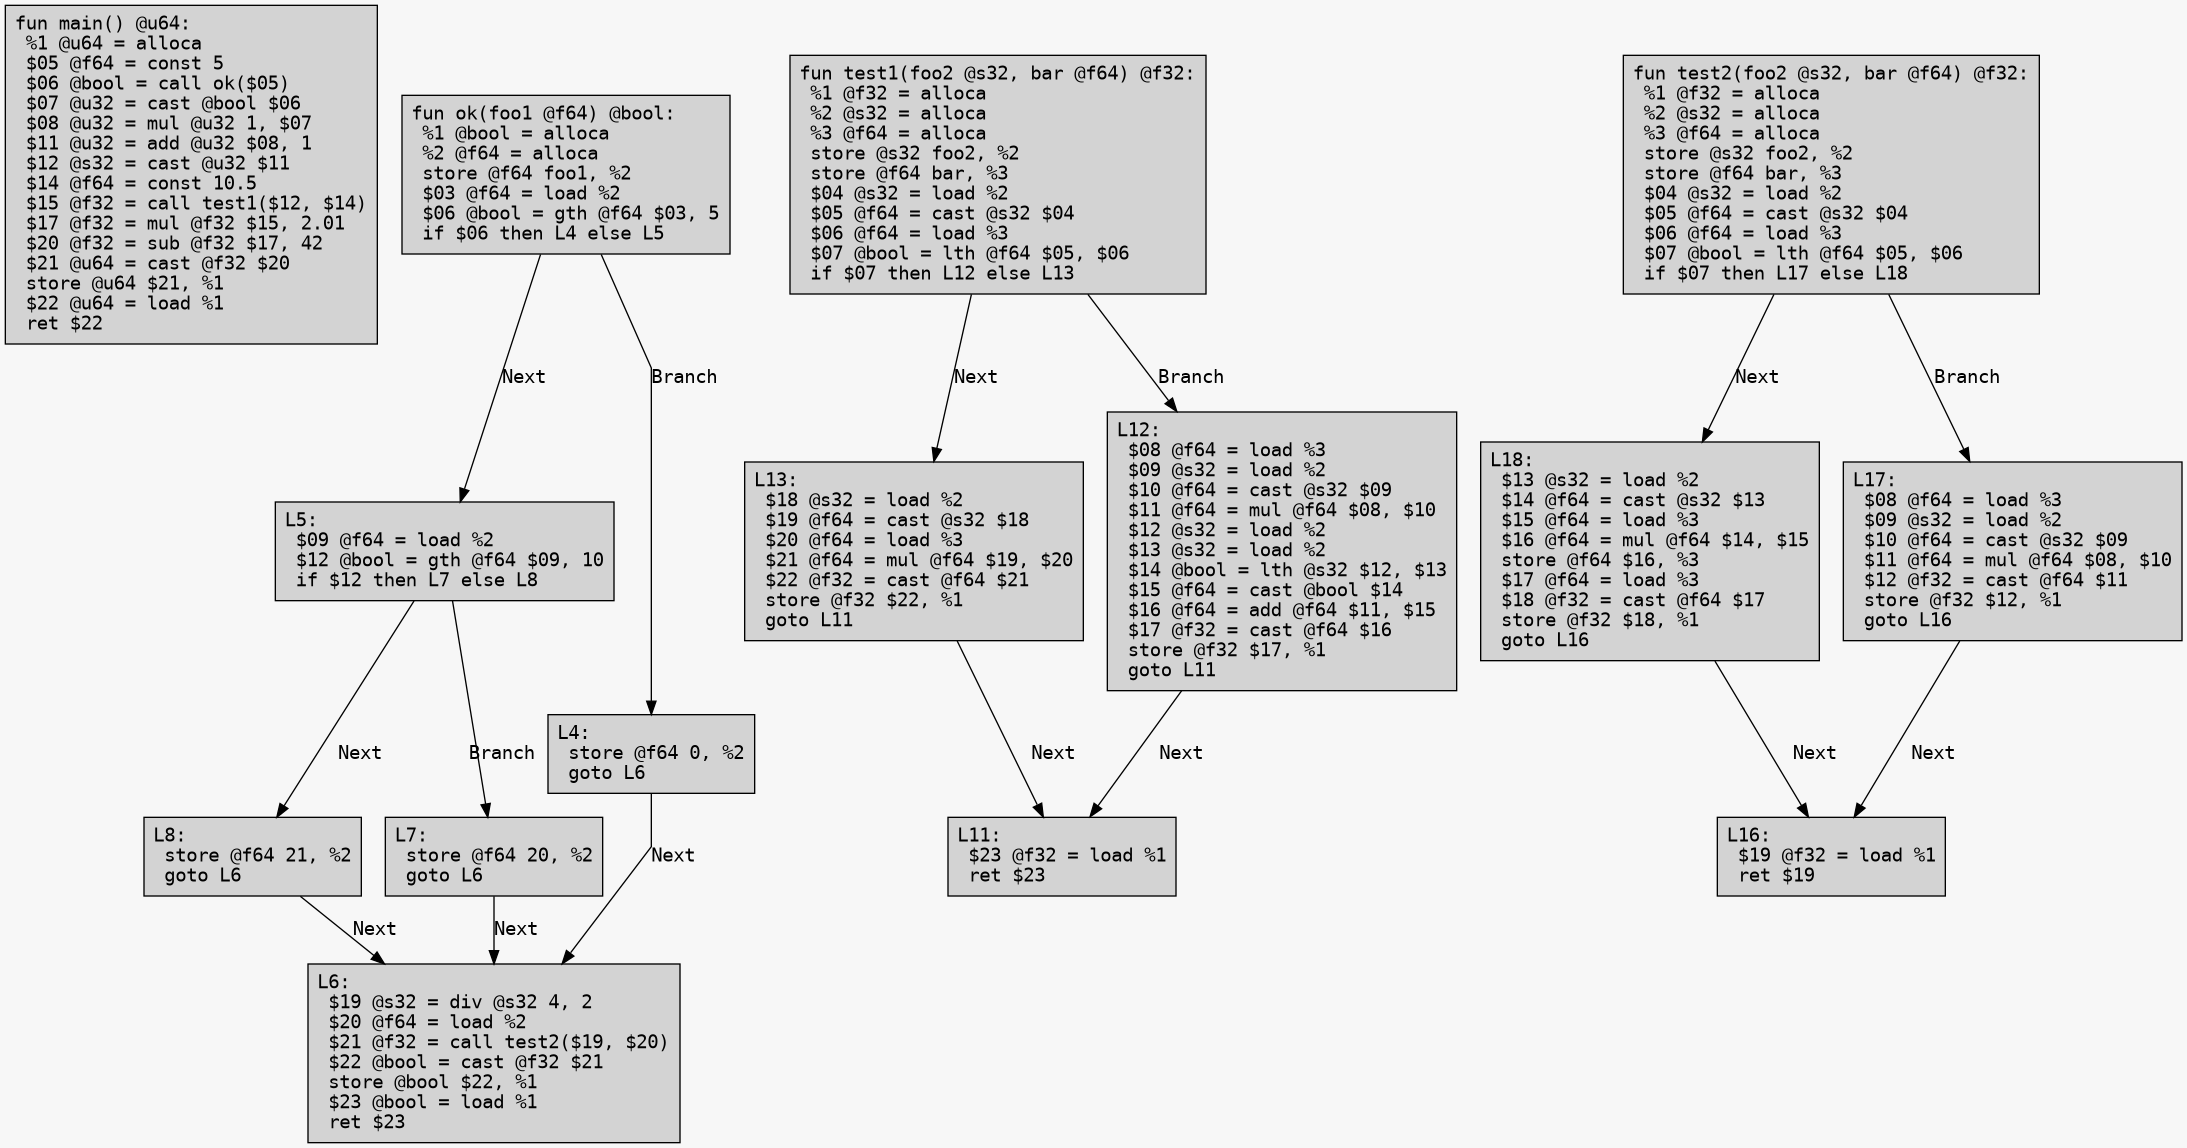 fun main() @u64:
 %1 @u64 = alloca
 $05 @f64 = const 5
 $06 @bool = call ok($05)
 $07 @u32 = cast @bool $06
 $08 @u32 = mul @u32 1, $07
 $11 @u32 = add @u32 $08, 1
 $12 @s32 = cast @u32 $11
 $14 @f64 = const 10.5
 $15 @f32 = call test1($12, $14)
 $17 @f32 = mul @f32 $15, 2.01
 $20 @f32 = sub @f32 $17, 42
 $21 @u64 = cast @f32 $20
 store @u64 $21, %1
 $22 @u64 = load %1
 ret $22
fun ok(foo1 @f64) @bool:
 %1 @bool = alloca
 %2 @f64 = alloca
 store @f64 foo1, %2
 $03 @f64 = load %2
 $06 @bool = gth @f64 $03, 5
 if $06 then L4 else L5
Next
Branch
L5:
 $09 @f64 = load %2
 $12 @bool = gth @f64 $09, 10
 if $12 then L7 else L8
Next
Branch
L4:
 store @f64 0, %2
 goto L6
L8:
 store @f64 21, %2
 goto L6
L7:
 store @f64 20, %2
 goto L6
Next
Next
Next
L6:
 $19 @s32 = div @s32 4, 2
 $20 @f64 = load %2
 $21 @f32 = call test2($19, $20)
 $22 @bool = cast @f32 $21
 store @bool $22, %1
 $23 @bool = load %1
 ret $23
fun test1(foo2 @s32, bar @f64) @f32:
 %1 @f32 = alloca
 %2 @s32 = alloca
 %3 @f64 = alloca
 store @s32 foo2, %2
 store @f64 bar, %3
 $04 @s32 = load %2
 $05 @f64 = cast @s32 $04
 $06 @f64 = load %3
 $07 @bool = lth @f64 $05, $06
 if $07 then L12 else L13
Next
Branch
L13:
 $18 @s32 = load %2
 $19 @f64 = cast @s32 $18
 $20 @f64 = load %3
 $21 @f64 = mul @f64 $19, $20
 $22 @f32 = cast @f64 $21
 store @f32 $22, %1
 goto L11
L12:
 $08 @f64 = load %3
 $09 @s32 = load %2
 $10 @f64 = cast @s32 $09
 $11 @f64 = mul @f64 $08, $10
 $12 @s32 = load %2
 $13 @s32 = load %2
 $14 @bool = lth @s32 $12, $13
 $15 @f64 = cast @bool $14
 $16 @f64 = add @f64 $11, $15
 $17 @f32 = cast @f64 $16
 store @f32 $17, %1
 goto L11
Next
Next
L11:
 $23 @f32 = load %1
 ret $23
fun test2(foo2 @s32, bar @f64) @f32:
 %1 @f32 = alloca
 %2 @s32 = alloca
 %3 @f64 = alloca
 store @s32 foo2, %2
 store @f64 bar, %3
 $04 @s32 = load %2
 $05 @f64 = cast @s32 $04
 $06 @f64 = load %3
 $07 @bool = lth @f64 $05, $06
 if $07 then L17 else L18
Next
Branch
L18:
 $13 @s32 = load %2
 $14 @f64 = cast @s32 $13
 $15 @f64 = load %3
 $16 @f64 = mul @f64 $14, $15
 store @f64 $16, %3
 $17 @f64 = load %3
 $18 @f32 = cast @f64 $17
 store @f32 $18, %1
 goto L16
L17:
 $08 @f64 = load %3
 $09 @s32 = load %2
 $10 @f64 = cast @s32 $09
 $11 @f64 = mul @f64 $08, $10
 $12 @f32 = cast @f64 $11
 store @f32 $12, %1
 goto L16
Next
Next
L16:
 $19 @f32 = load %1
 ret $19